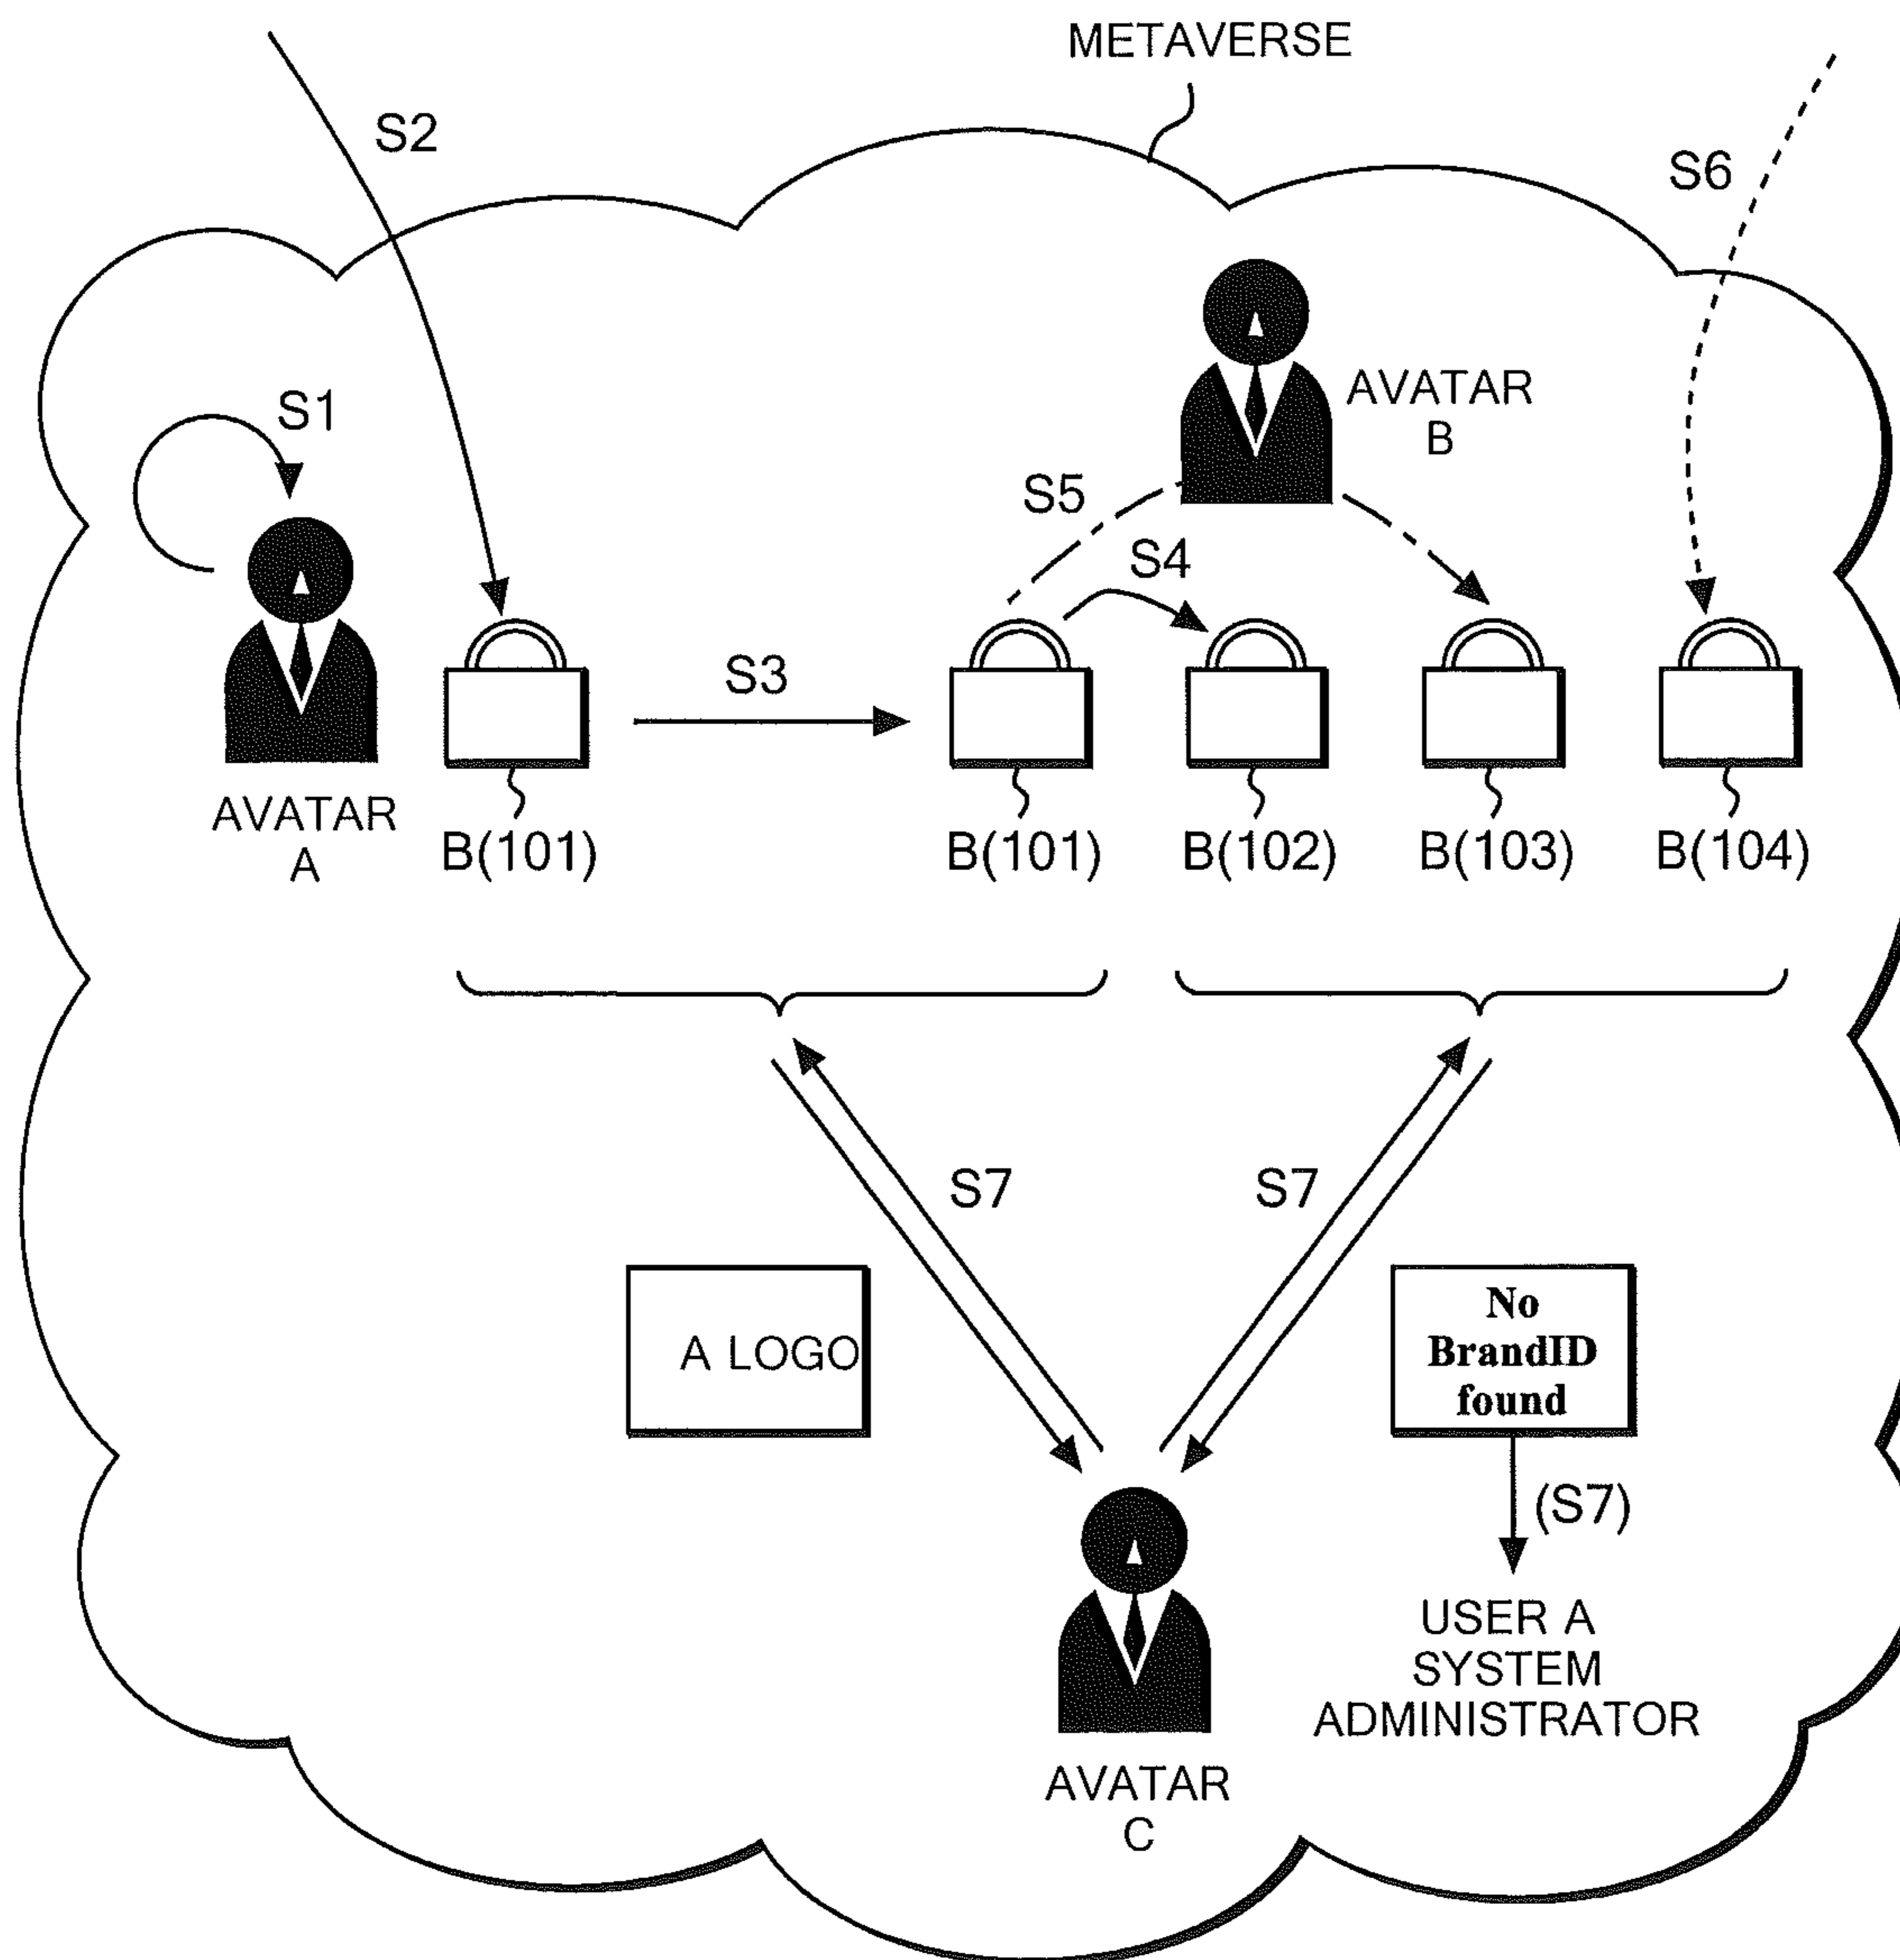 METAVERSE
S2
S6
S1
AVATAR
B
S5
S4
S3
AVATAR
A
B(101)
B(101)
B(102)
B(103)
B(104)
S7
S7
A LOGO
No
BrandID
found
(S7)
USER A
SYSTEM
ADMINISTRATOR
AVATAR
C